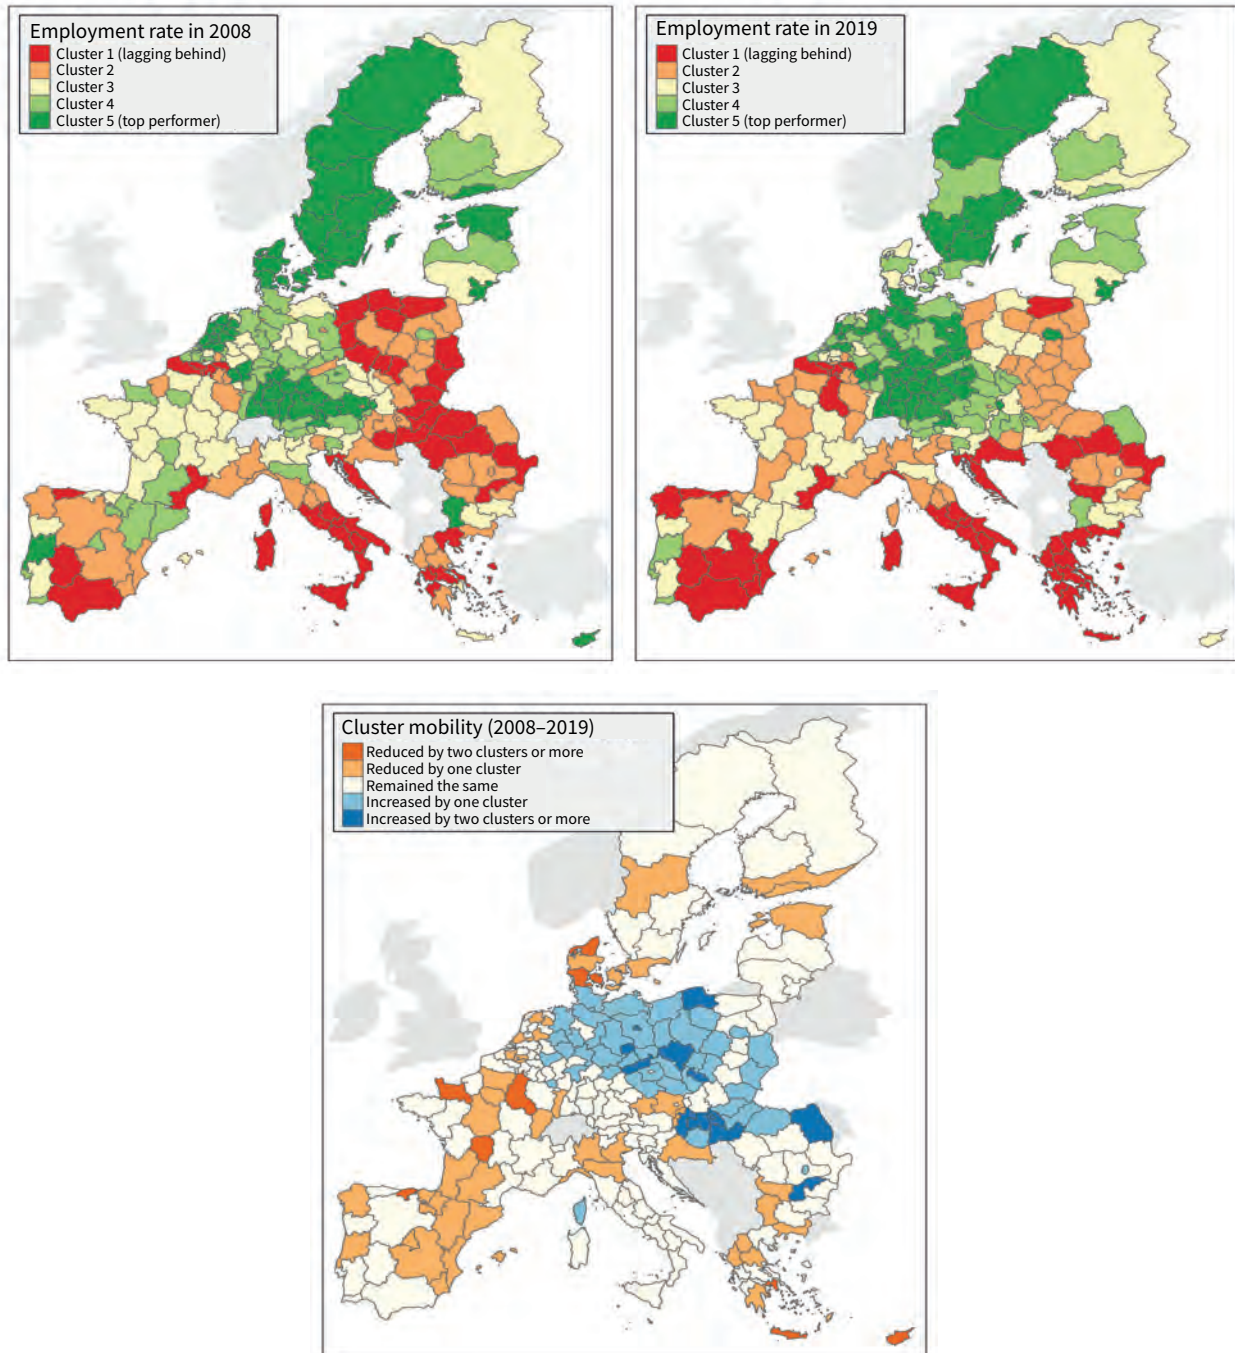 Employment rate in 2008
Cluster 1 (lagging behind)
Cluster 2
Cluster 3
Cluster 4
Cluster 5 (top performer)
Employment rate in 2019
Cluster 1 (lagging behind)
Cluster 2
Cluster 3
Cluster 4
Cluster 5 (top performer)
Cluster mobility (2008–2019)
Reduced by two clusters or more
Reduced by one cluster
Remained the same
Increased by one cluster
Increased by two clusters or more